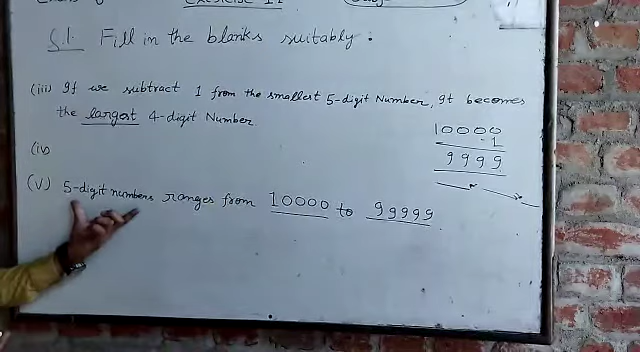 Q.1. Fill in the blanks suitably :
(iii) If we subtract 1 from the smallest 5-digit Number, It becomes
the largest 4-digit Number
10000
- 1
9999
(iv)
(v) 5-digit numbers ranges from 10000 to 99999